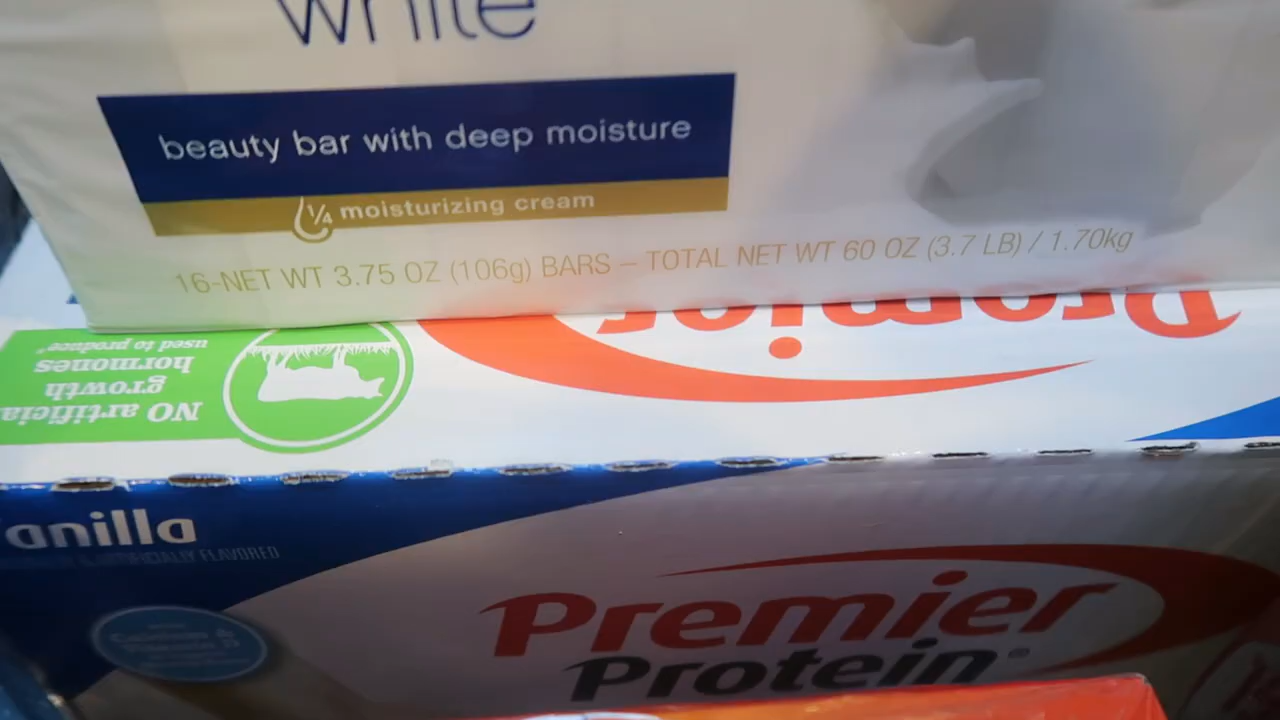 white
beauty bar with deep moisture
1/4 moisturizing cream
16-NET WT 3.75 OZ (106g) BARS – TOTAL NET WT 60 OZ (3.7 LB) / 1.70kg
Premier
NO artificial
growth
hormones
used to produce*
anilla
ARTIFICIALLY FLAVORED
Premier
Protein®